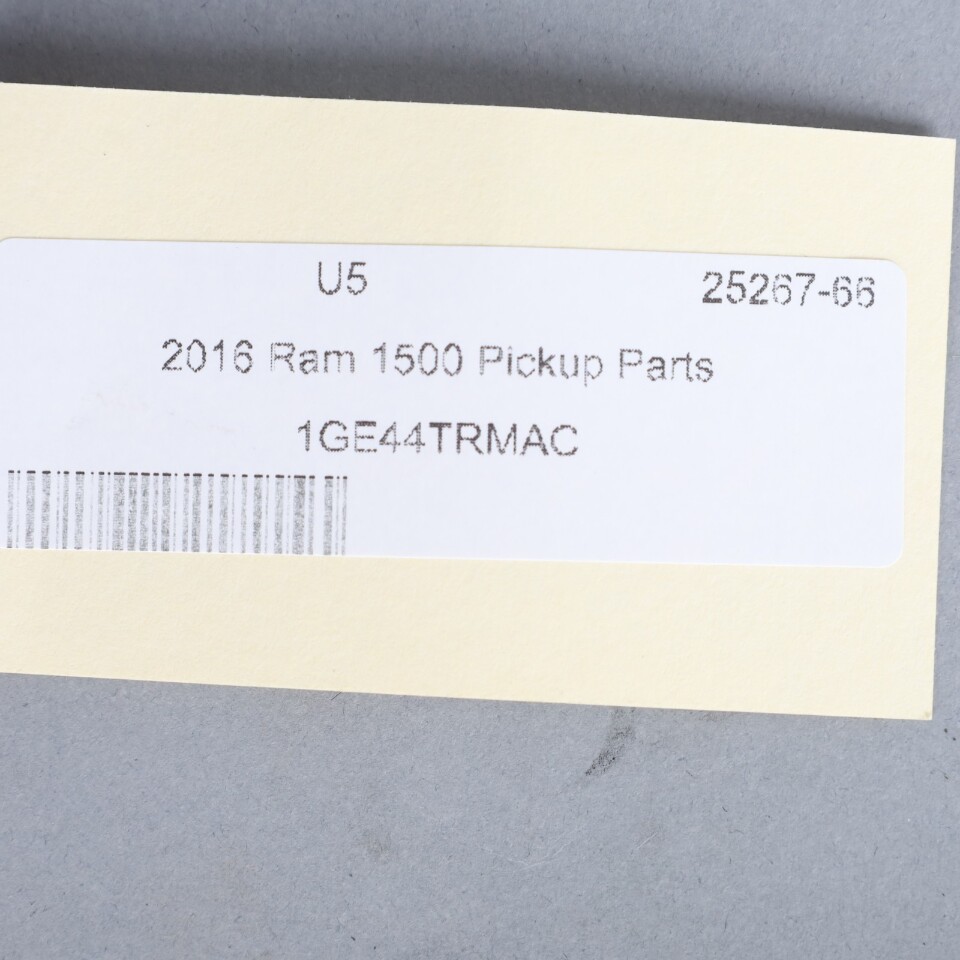 U5 25267-66
2016 Ram 1500 Pickup Parts
1GE44TRMAC